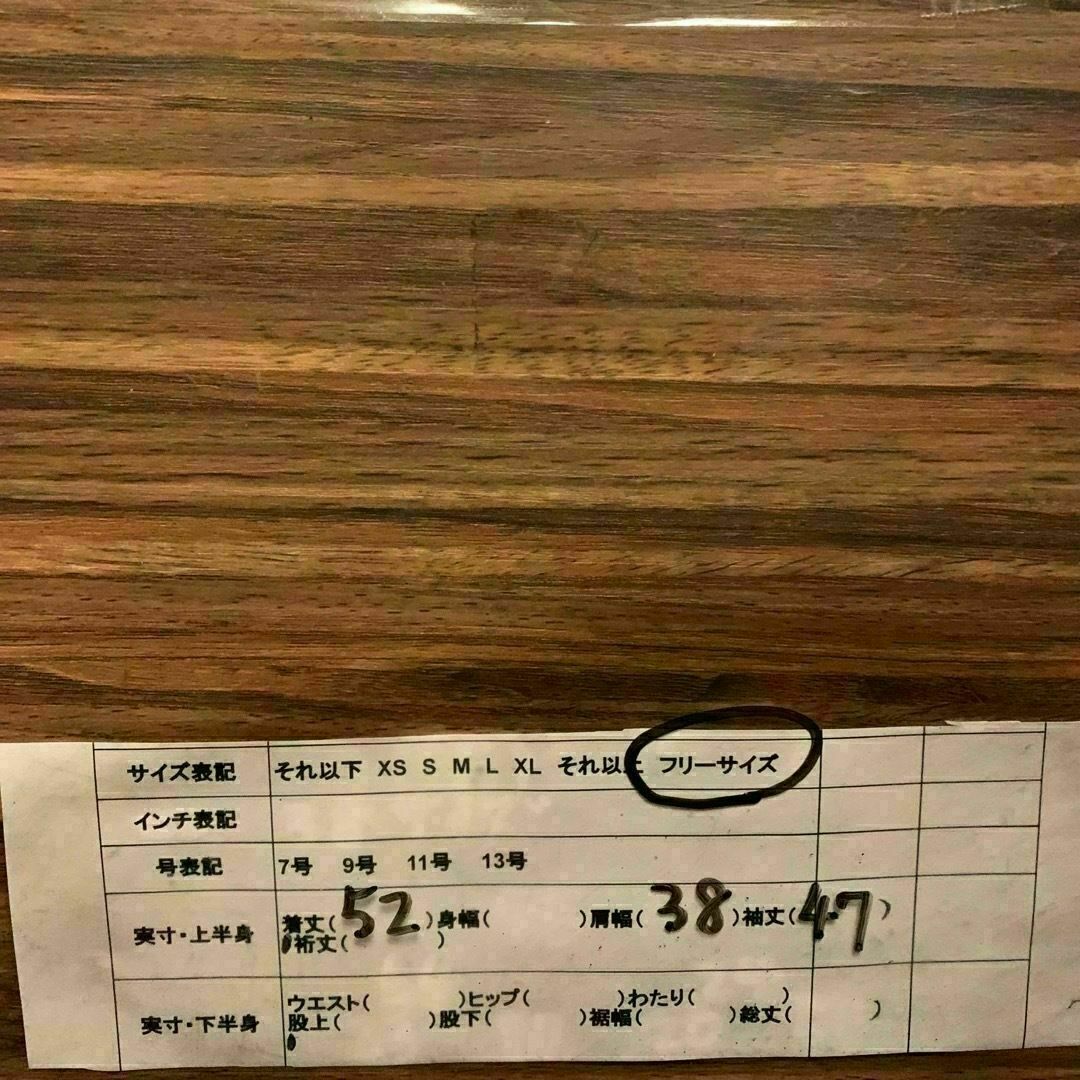 サイズ表記 それ以下 XS S M L XL それ以上 フリーサイズ
インチ表記
号表記 7号 9号 11号 13号
実寸・上半身 着丈(52)身幅( )肩幅(38)袖丈(47)
裄丈( )
実寸・下半身 ウエスト( )ヒップ( )わたり( )
股上( )股下( )裾幅( )総丈( )